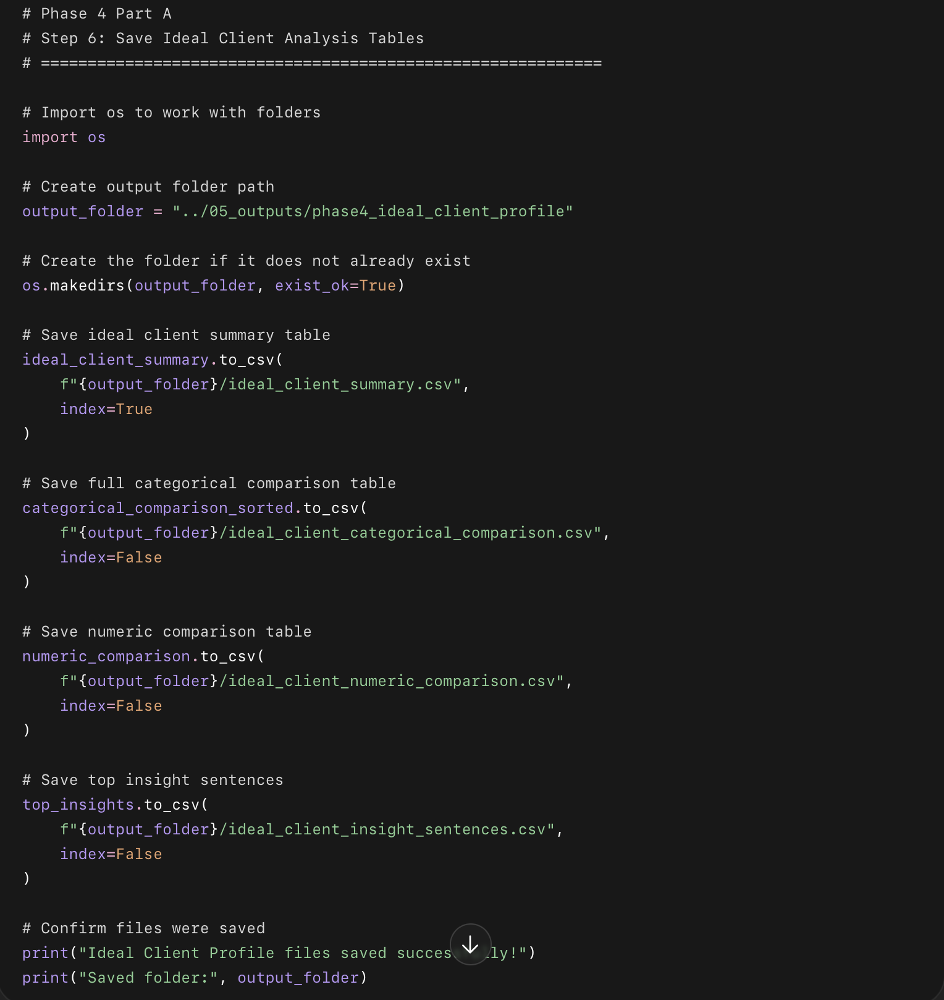 # Phase 4 Part A
# Step 6: Save Ideal Client Analysis Tables
# ============================================================
# Import os to work with folders
import os
# Create output folder path
output_folder = "../05_outputs/phase4_ideal_client_profile"
# Create the folder if it does not already exist
os.makedirs(output_folder, exist_ok=True)
# Save ideal client summary table
ideal_client_summary.to_csv(
    f"{output_folder}/ideal_client_summary.csv",
    index=True
)
# Save full categorical comparison table
categorical_comparison_sorted.to_csv(
    f"{output_folder}/ideal_client_categorical_comparison.csv",
    index=False
)
# Save numeric comparison table
numeric_comparison.to_csv(
    f"{output_folder}/ideal_client_numeric_comparison.csv",
    index=False
)
# Save top insight sentences
top_insights.to_csv(
    f"{output_folder}/ideal_client_insight_sentences.csv",
    index=False
)
# Confirm files were saved
print("Ideal Client Profile files saved ")
print("Saved folder:", output_folder)